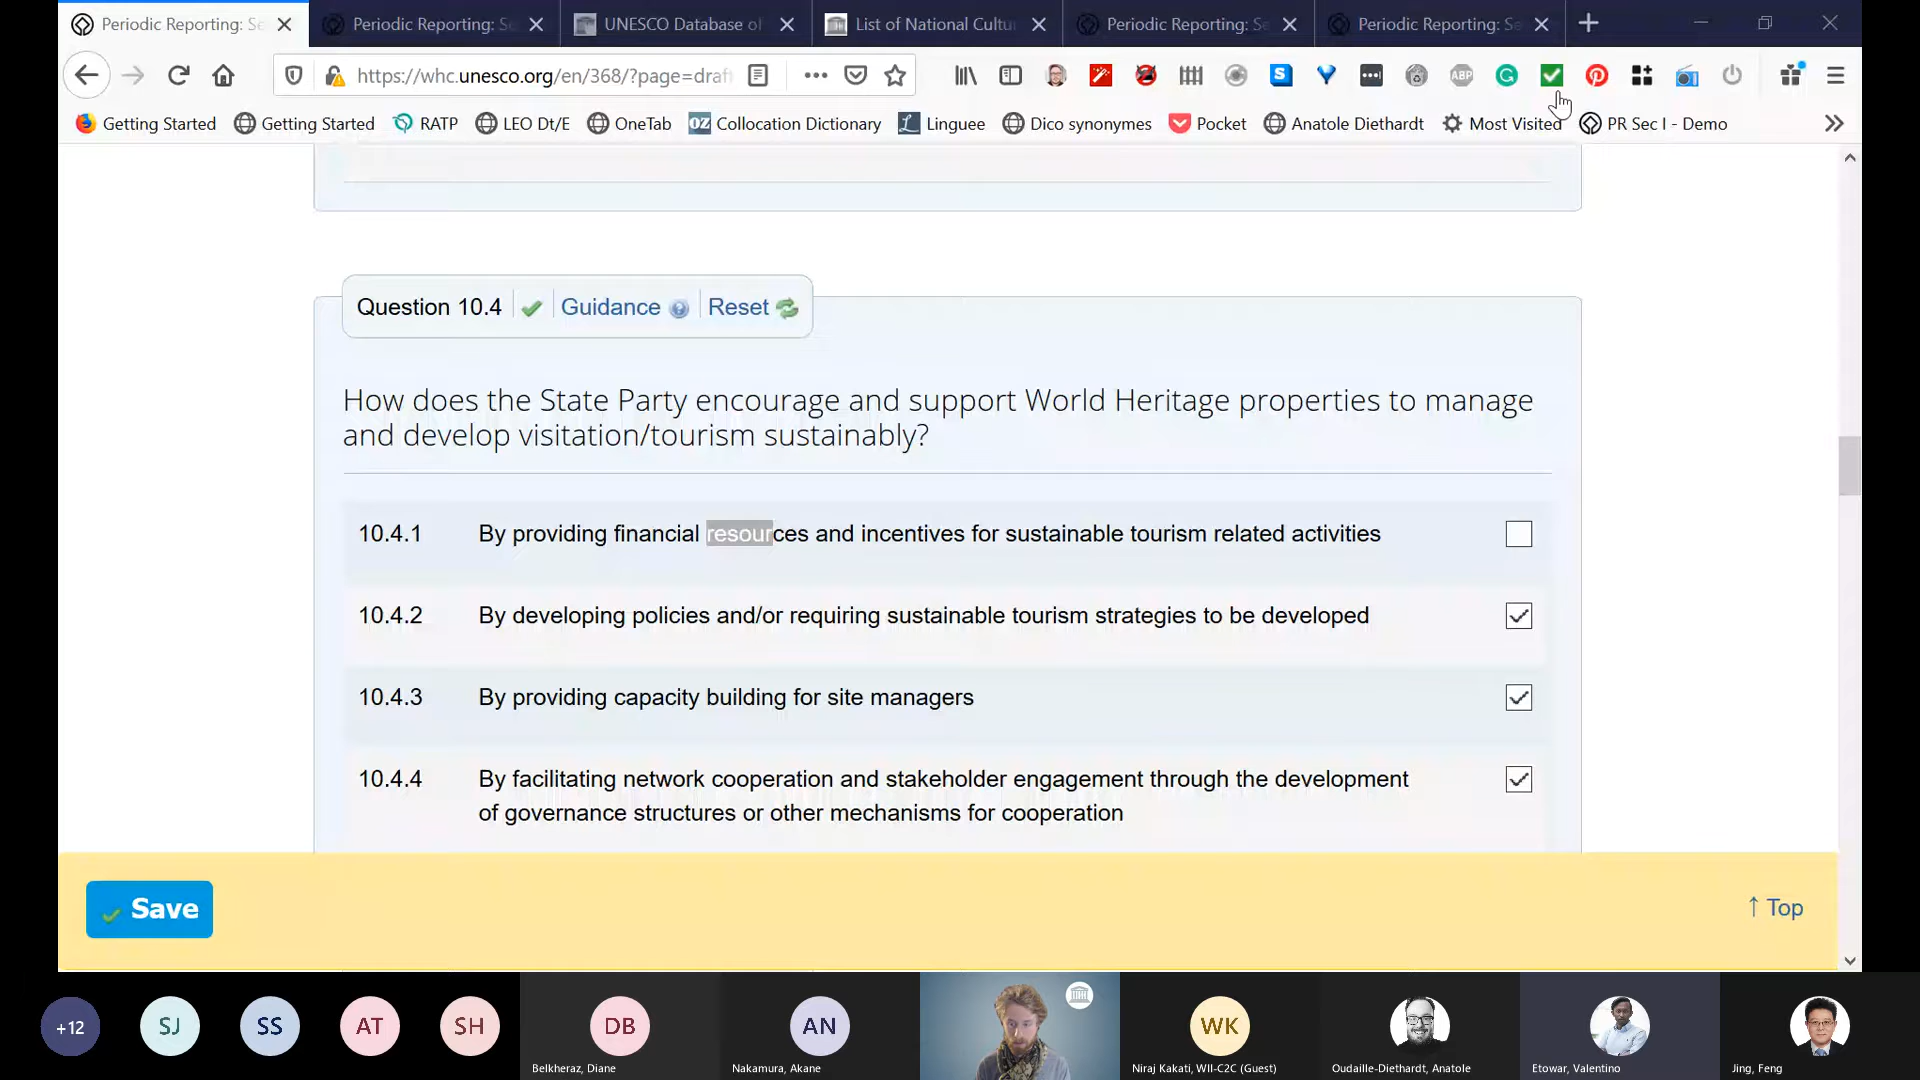 Periodic Reporting: Se
Periodic Reporting: Se
UNESCO Database of
List of National Cultu
Periodic Reporting: Se
Periodic Reporting: Se
https://whc.unesco.org/en/368/?page=draf
S
ABP
Getting Started
Getting Started
RATP
LEO Dt/E
OneTab
OZ Collocation Dictionary
Linguee
Dico synonymes
Pocket
Anatole Diethardt
Most Visited
PR Sec I - Demo
Question 10.4
Guidance
Reset
How does the State Party encourage and support World Heritage properties to manage
and develop visitation/tourism sustainably?
10.4.1 By providing financial resources and incentives for sustainable tourism related activities
10.4.2 By developing policies and/or requiring sustainable tourism strategies to be developed
10.4.3 By providing capacity building for site managers
10.4.4 By facilitating network cooperation and stakeholder engagement through the development
of governance structures or other mechanisms for cooperation
Save
↑ Top
+12
SJ
SS
AT
SH
DB
AN
WK
Belkheraz, Diane
Nakamura, Akane
Niraj Kakati, WII-C2C (Guest)
Oudaille-Diethardt, Anatole
Etowar, Valentino
Jing, Feng